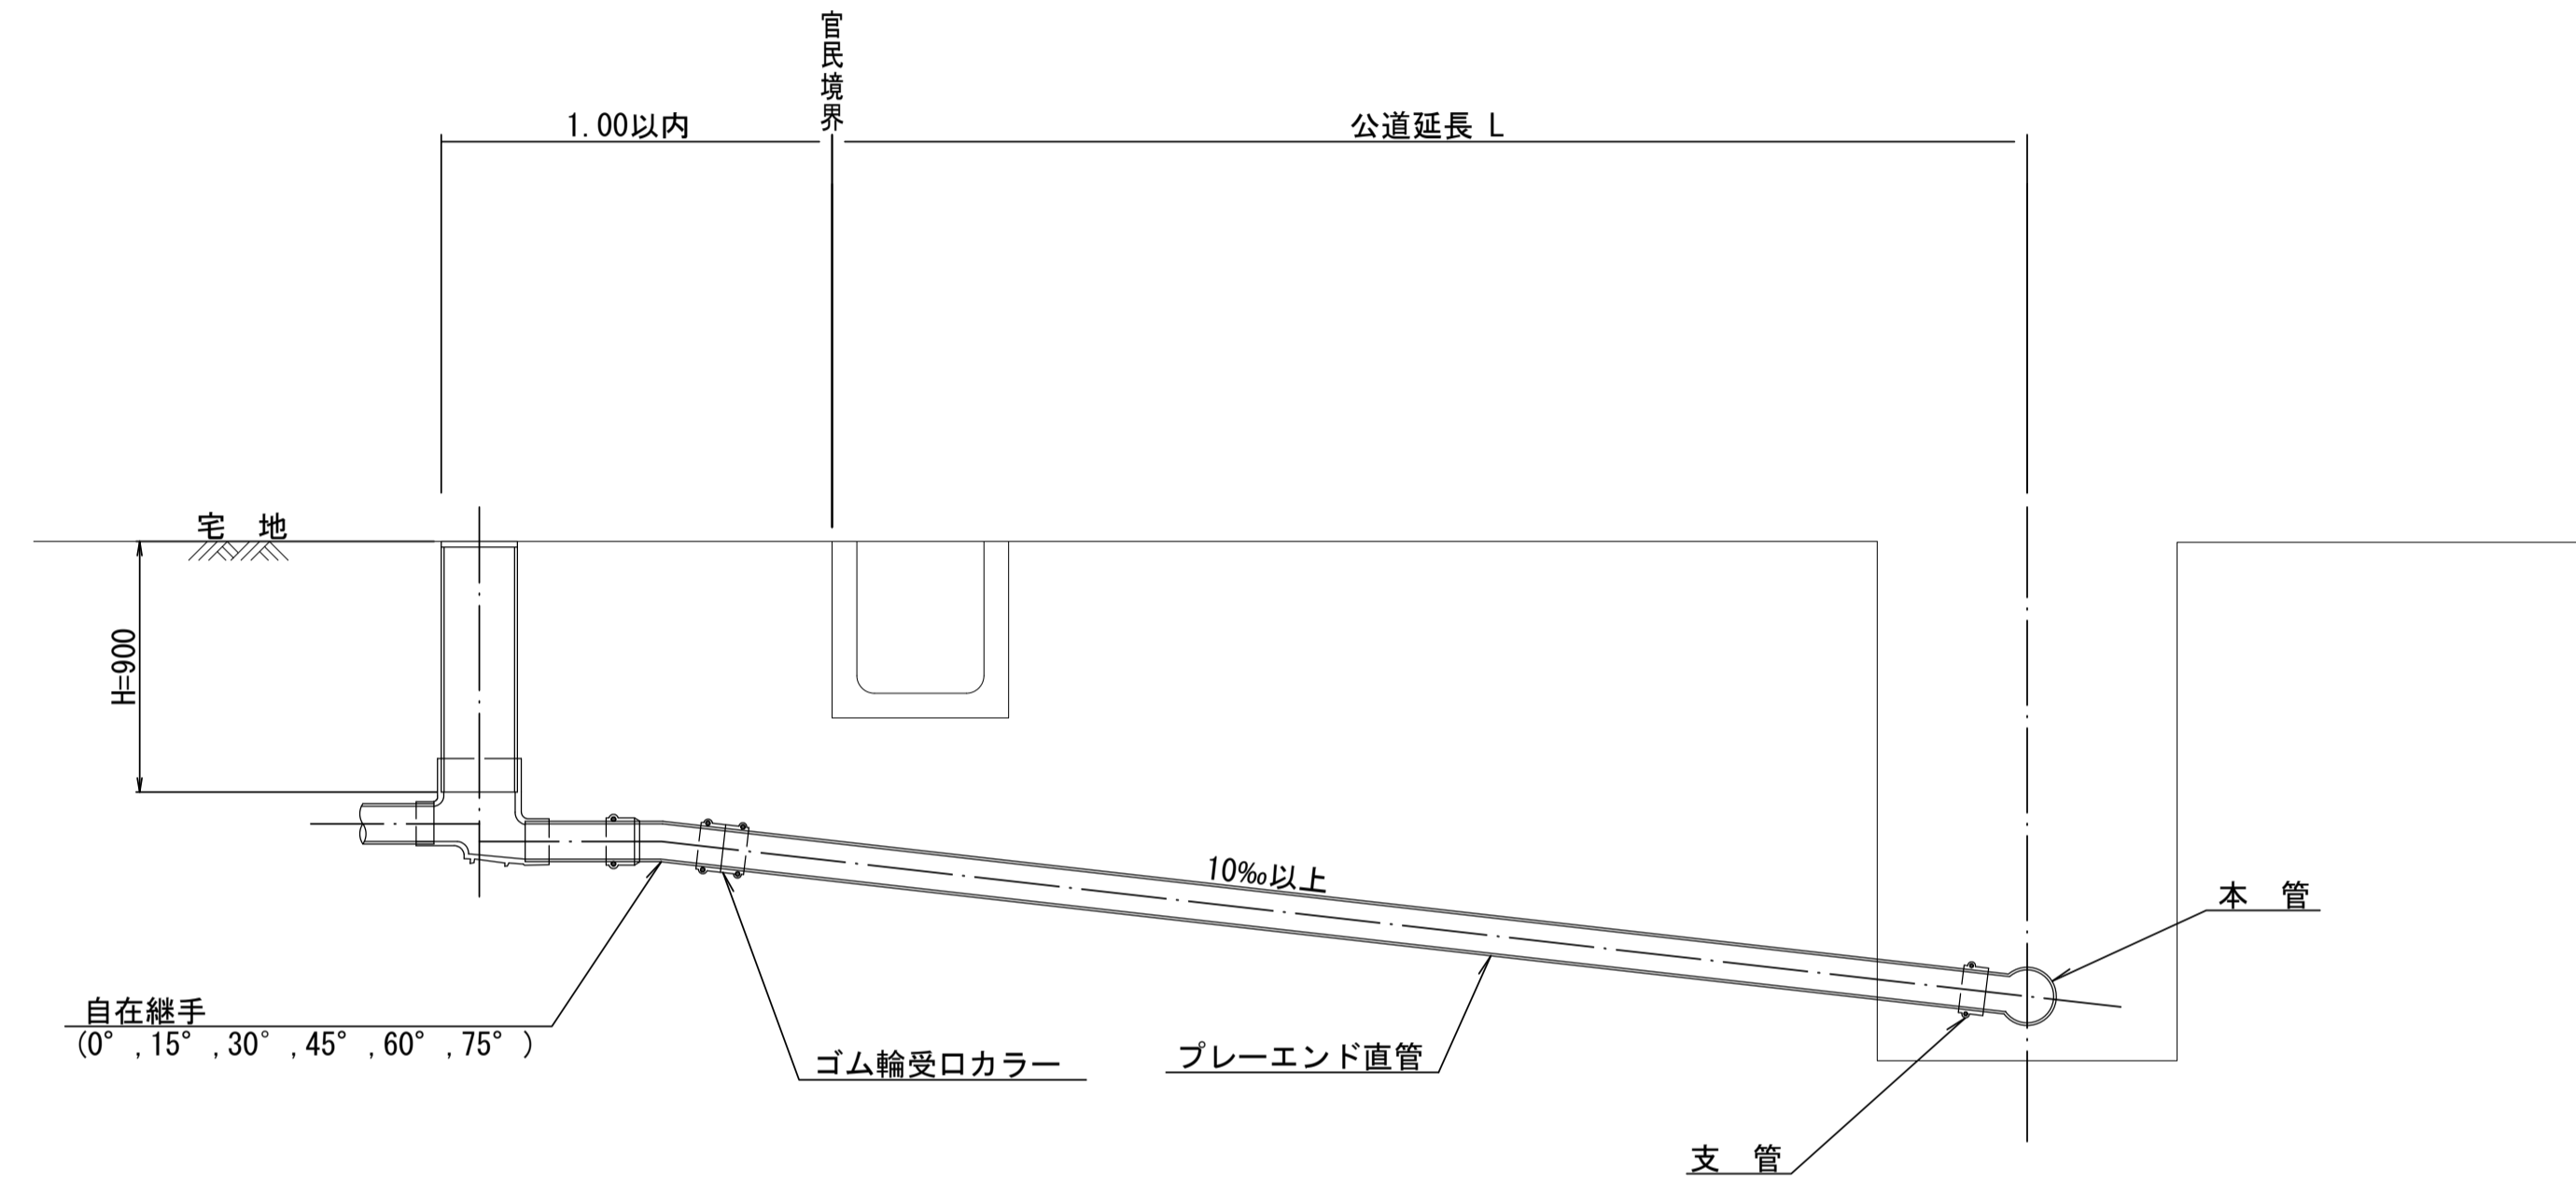 官民境界
1.00以内
公道延長 L
宅　地
H=900
10‰以上
本　管
自在継手
(0°,15°,30°,45°,60°,75°)
ゴム輪受口カラー
プレーエンド直管
支　管